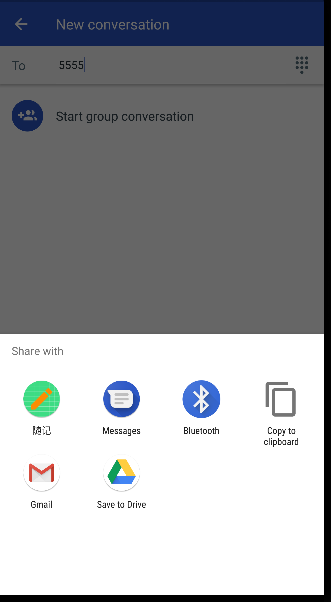 New conversation
To 5555
Start group conversation
Share with
随记 Messages Bluetooth Copy to
clipboard
Gmail Save to Drive